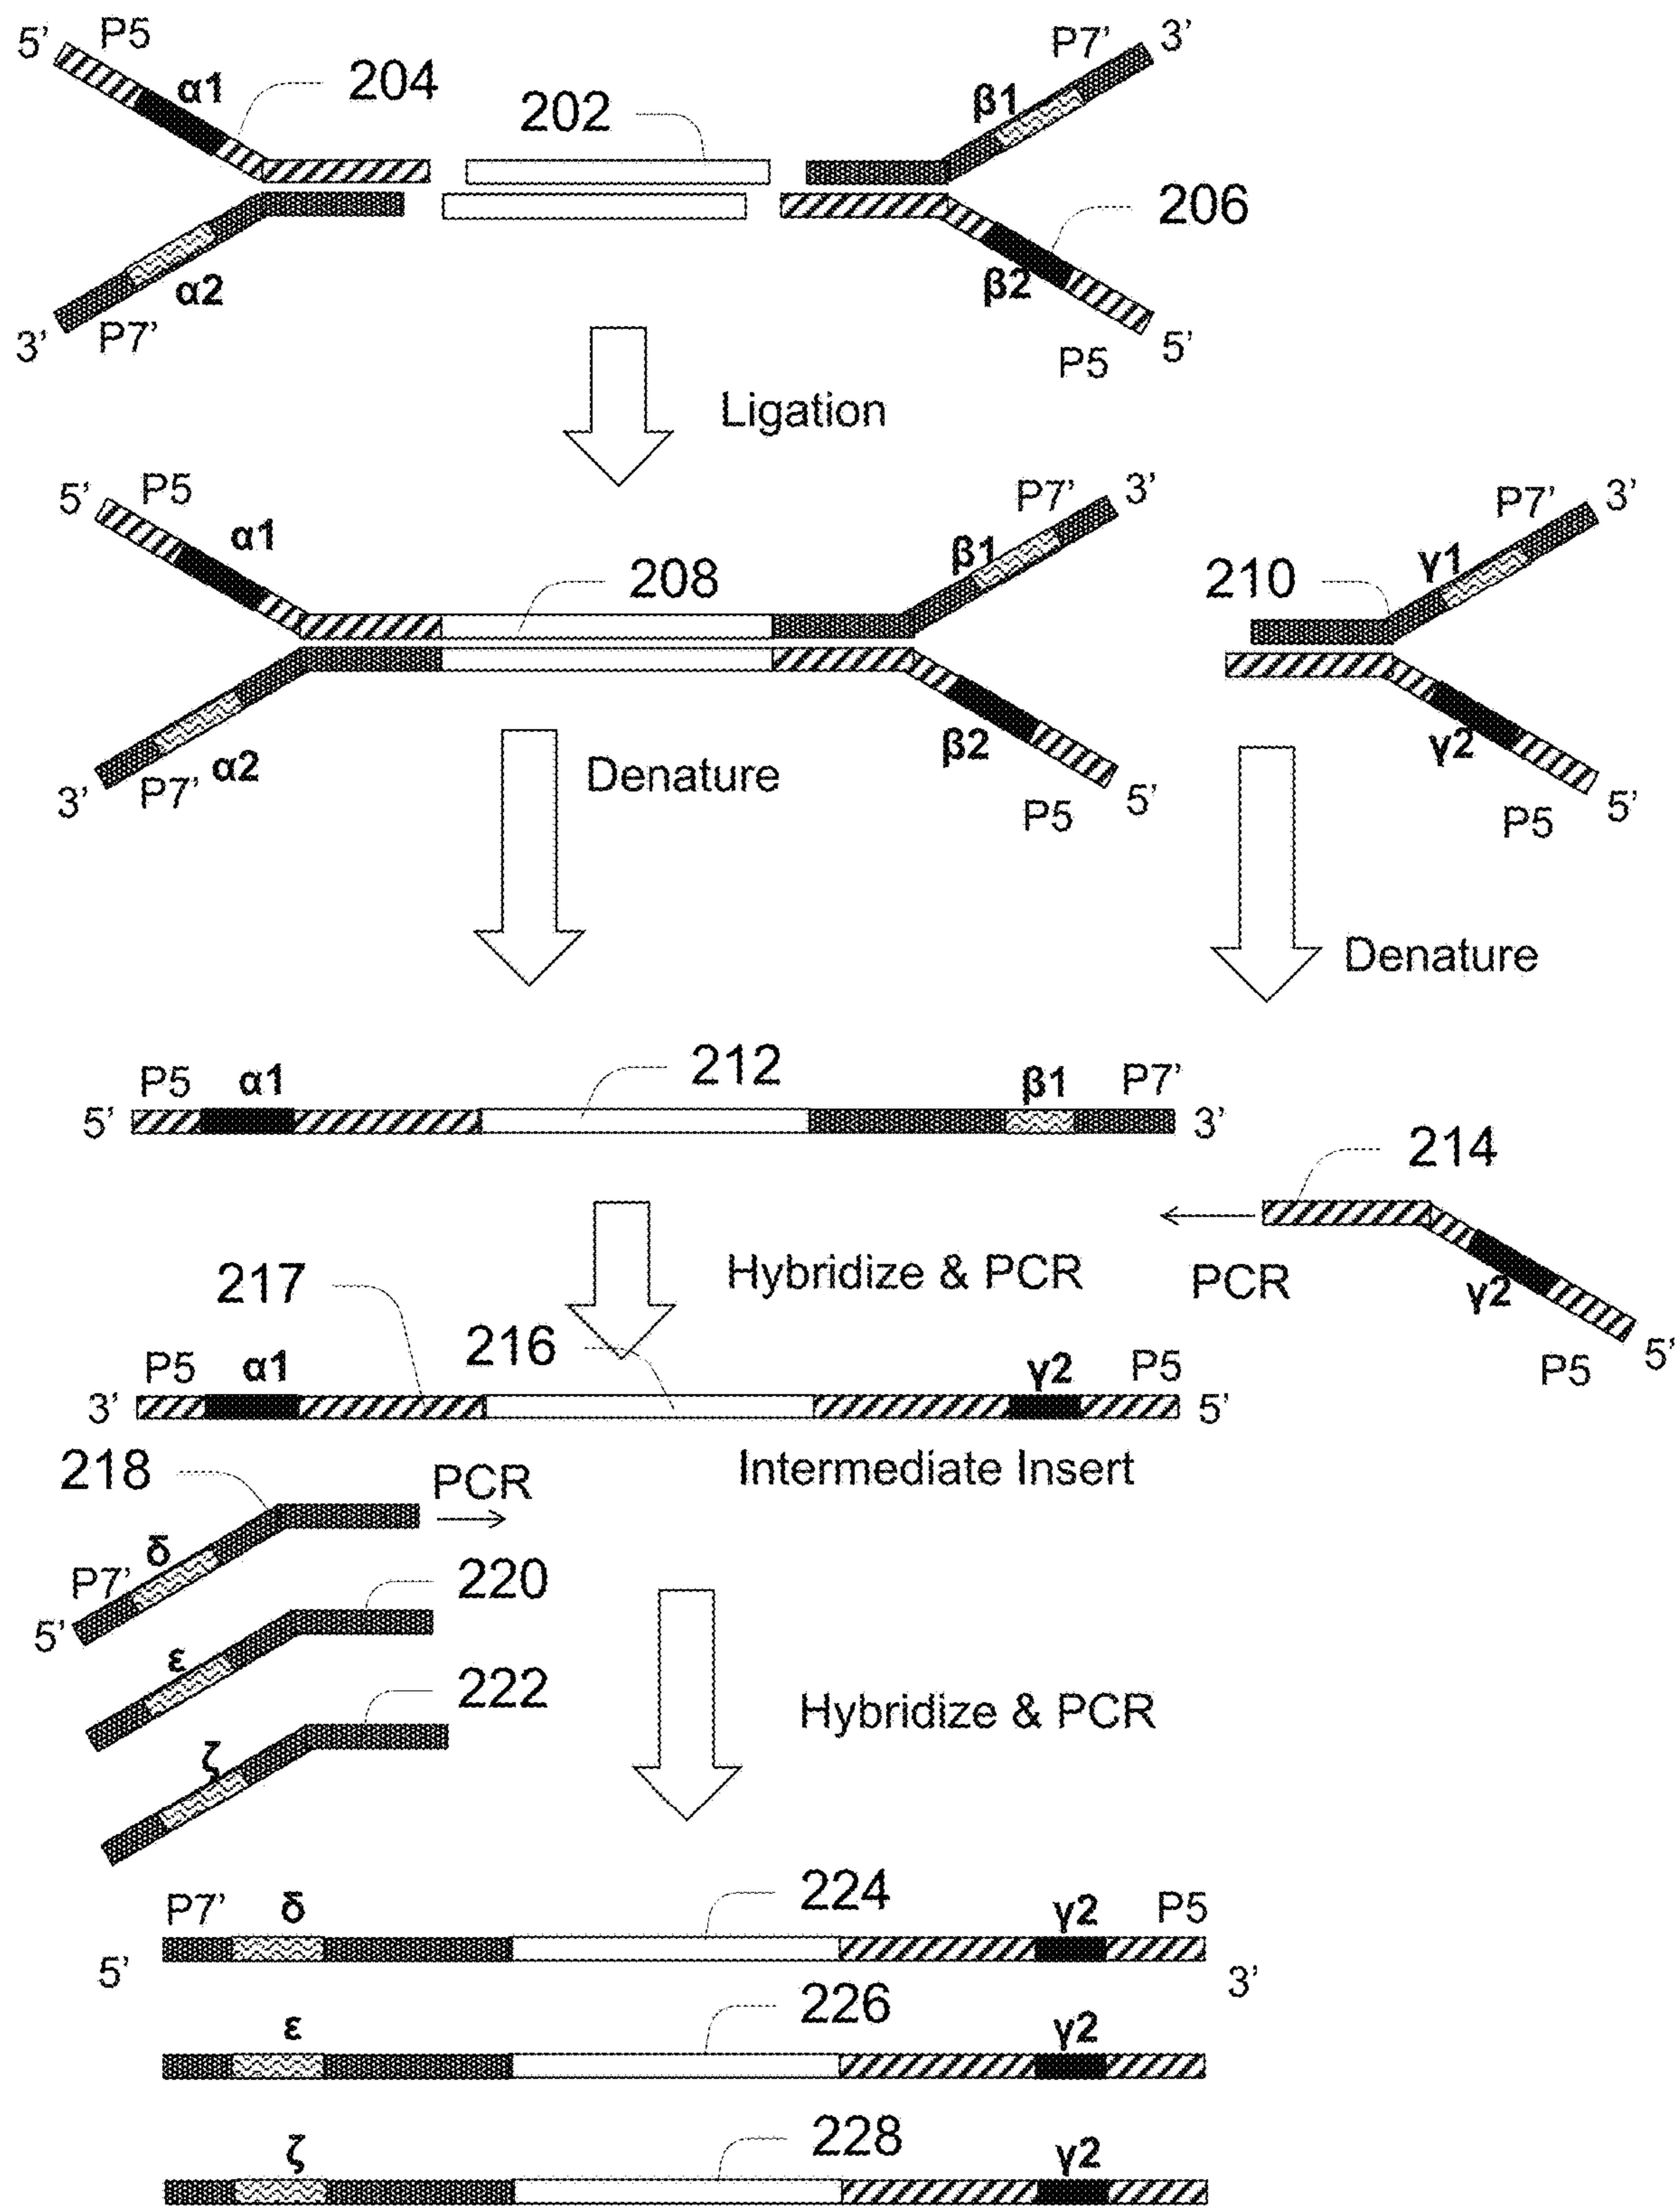 5’ P5 P7’ 3’
α1 204 202 β1
206
α2 β2
3’ P7’ P5 5’
Ligation
5’ P5 P7’ 3’ P7’ 3’
α1 208 β1 210 γ1
α2 β2 γ2
3’ P7’ P5 5’ P5 5’
Denature
Denature
P5 α1 212 β1 P7’
5’ 3’
214
Hybridize & PCR PCR γ2
217
P5 5’
P5 α1 216 γ2 P5
3’ 5’
218 PCR Intermediate Insert
δ
P7’
5’
220
ε
222
Hybridize & PCR
ζ
P7’ δ 224 γ2 P5
5’ 3’
ε 226 γ2
ζ 228 γ2